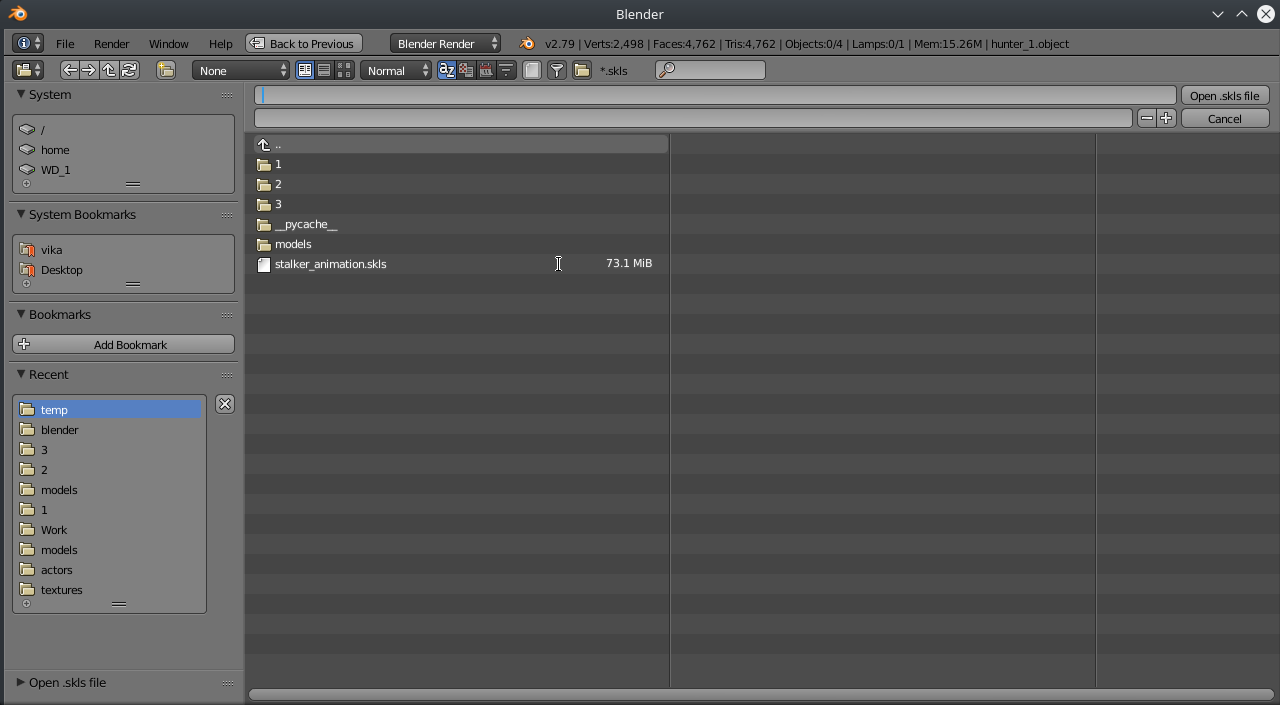 Blender
File Render Window Help Back to Previous Blender Render v2.79 | Verts:2,498 | Faces:4,762 | Tris:4,762 | Objects:0/4 | Lamps:0/1 | Mem:15.26M | hunter_1.object
None Normal *.skls
System
/
home
WD_1
System Bookmarks
vika
Desktop
Bookmarks
Add Bookmark
Recent
temp
blender
3
2
models
1
Work
models
actors
textures
Open .skls file
Open .skls file
Cancel
..
1
2
3
__pycache__
models
stalker_animation.skls 73.1 MiB